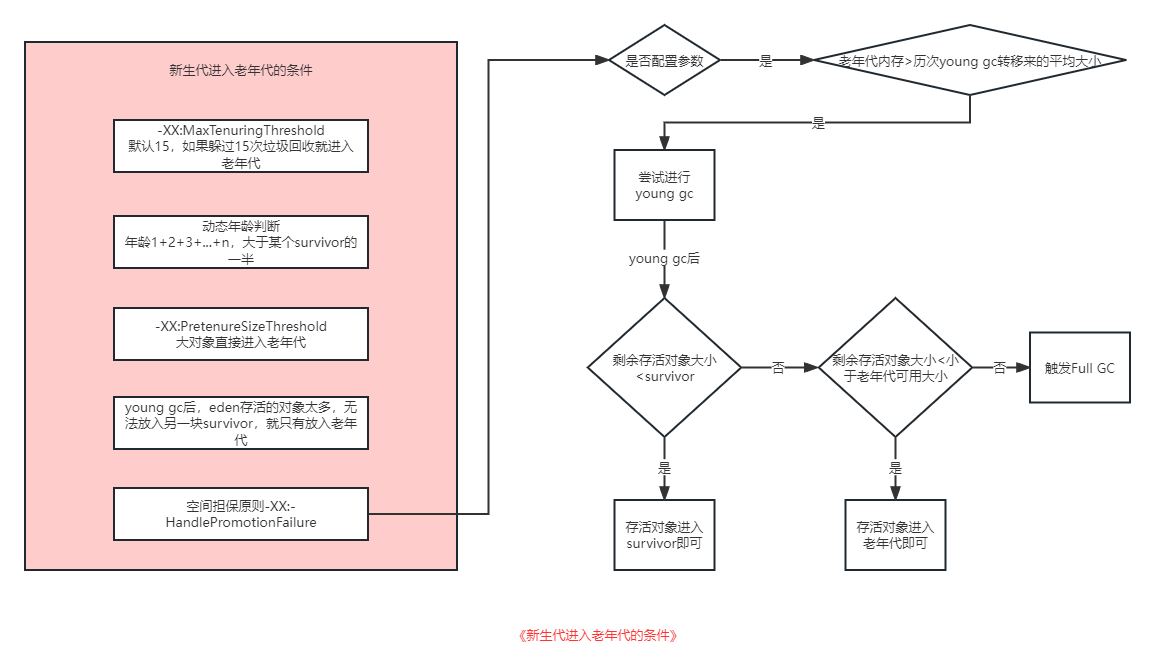 新生代进入老年代的条件
-XX:MaxTenuringThreshold
默认15，如果躲过15次垃圾回收就进入
老年代
动态年龄判断
年龄1+2+3+...+n，大于某个survivor的
一半
-XX:PretenureSizeThreshold
大对象直接进入老年代
young gc后，eden存活的对象太多，无
法放入另一块survivor，就只有放入老年
代
空间担保原则-XX:-
HandlePromotionFailure
是否配置参数
是
老年代内存>历次young gc转移来的平均大小
是
尝试进行
young gc
young gc后
剩余存活对象大小
<survivor
否
剩余存活对象大小<小
于老年代可用大小
否
触发Full GC
是
是
存活对象进入
survivor即可
存活对象进入
老年代即可
《新生代进入老年代的条件》